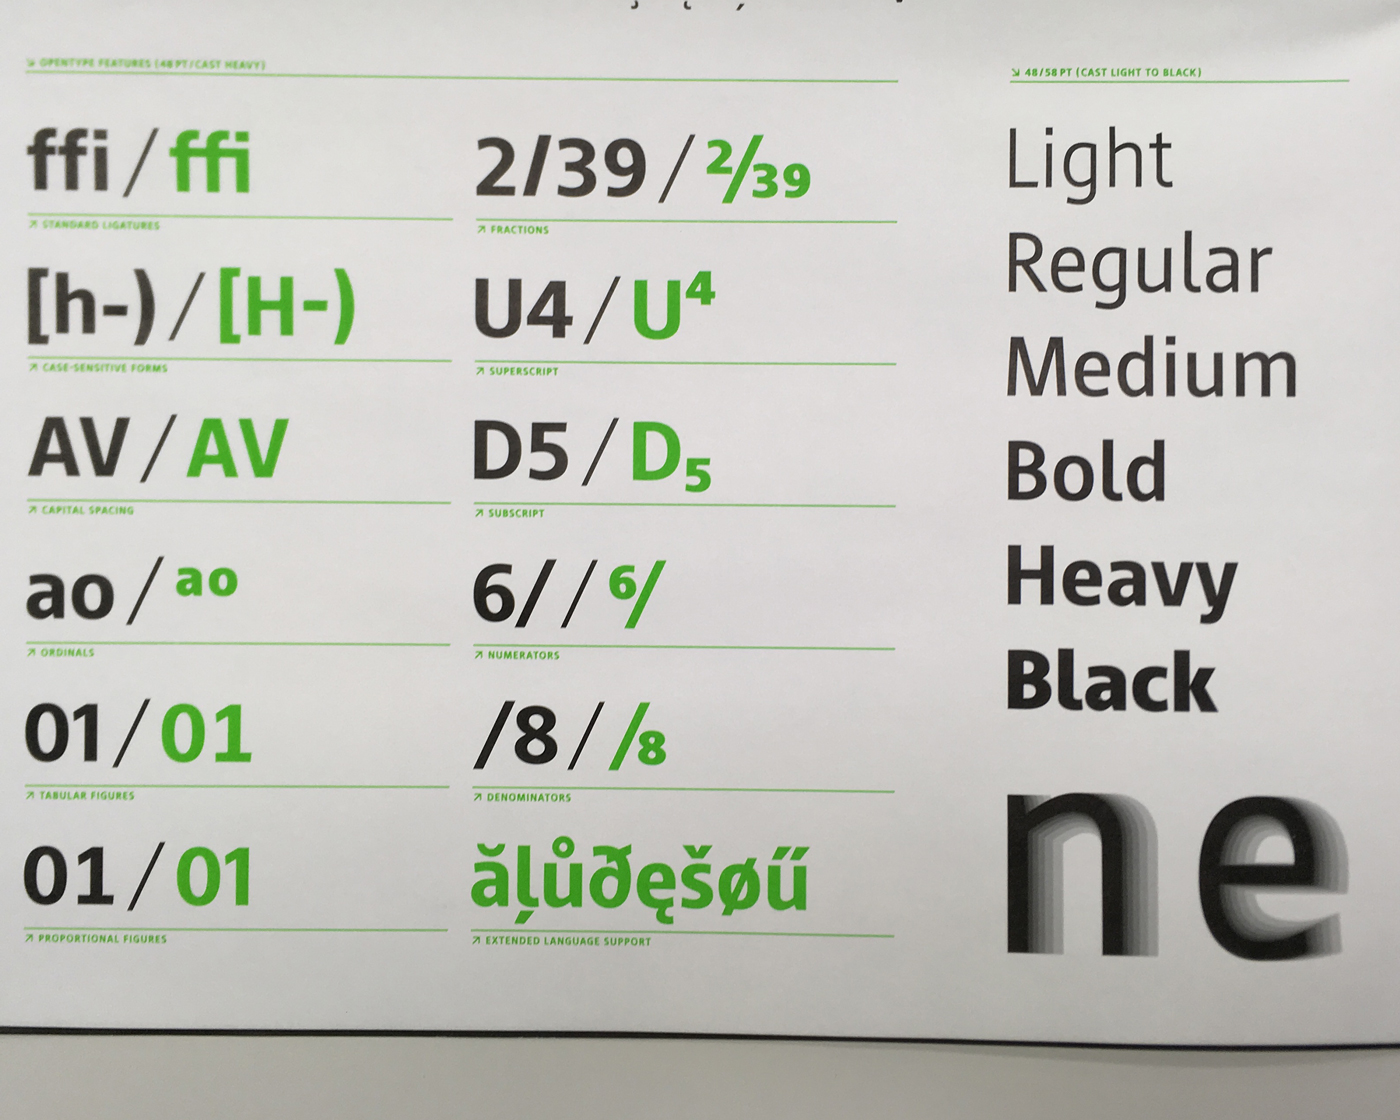 ↘ OPENTYPE FEATURES (48 PT/CAST HEAVY)
ffi / ffi
↗ STANDARD LIGATURES
[h-) / [H-)
↗ CASE-SENSITIVE FORMS
AV / AV
↗ CAPITAL SPACING
ao / ᵃᵒ
↗ ORDINALS
01 / 01
↗ TABULAR FIGURES
01 / 01
↗ PROPORTIONAL FIGURES
2/39 / ²⁄₃₉
↗ FRACTIONS
U4 / U⁴
↗ SUPERSCRIPT
D5 / D₅
↗ SUBSCRIPT
6/ / ⁶/
↗ NUMERATORS
/8 / /₈
↗ DENOMINATORS
ăļůðęšøű
↗ EXTENDED LANGUAGE SUPPORT
↘ 48/58 PT (CAST LIGHT TO BLACK)
Light
Regular
Medium
Bold
Heavy
Black
ne